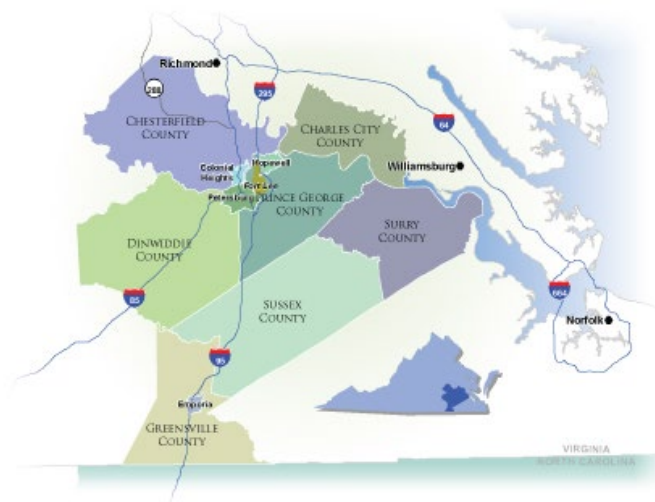 Richmond
288
295
CHESTERFIELD
COUNTY
CHARLES CITY
COUNTY
64
Colonial
Heights
Hopewell
Williamsburg
Fort Lee
Petersburg
PRINCE GEORGE
COUNTY
SURRY
COUNTY
DINWIDDIE
COUNTY
85
SUSSEX
COUNTY
664
Norfolk
95
Emporia
GREENSVILLE
COUNTY
VIRGINIA
NORTH CAROLINA